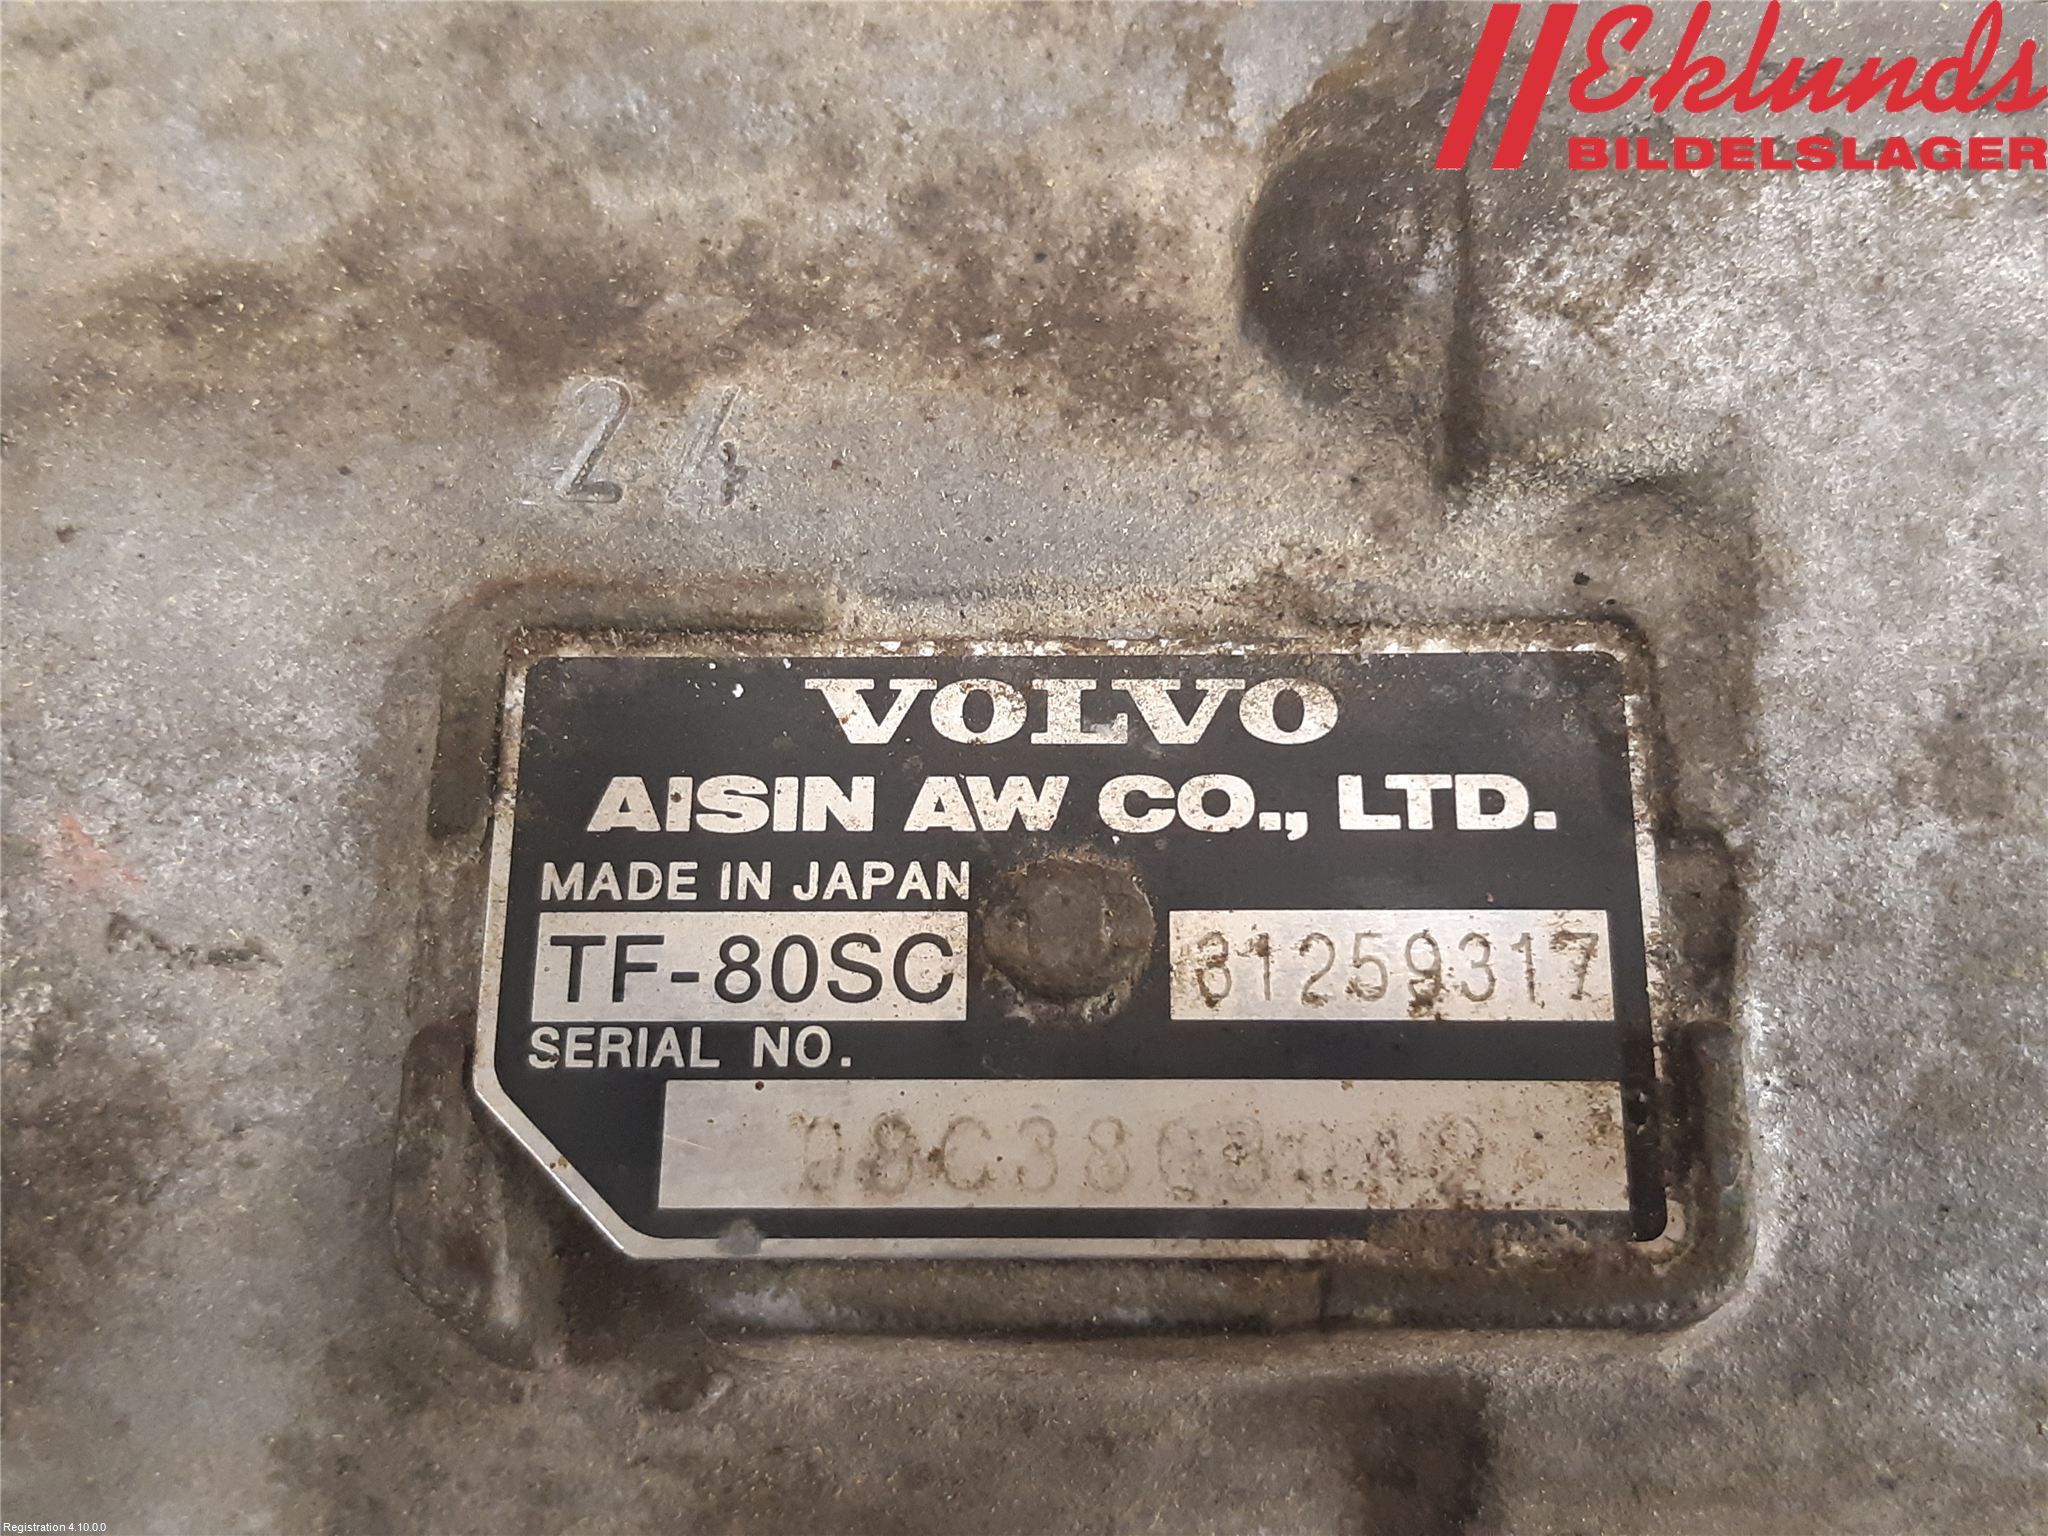 Eklunds
BILDELSLAGER
24
VOLVO
AISIN AW CO., LTD.
MADE IN JAPAN
TF-80SC 31259317
SERIAL NO.
Registration 4.10.0.0